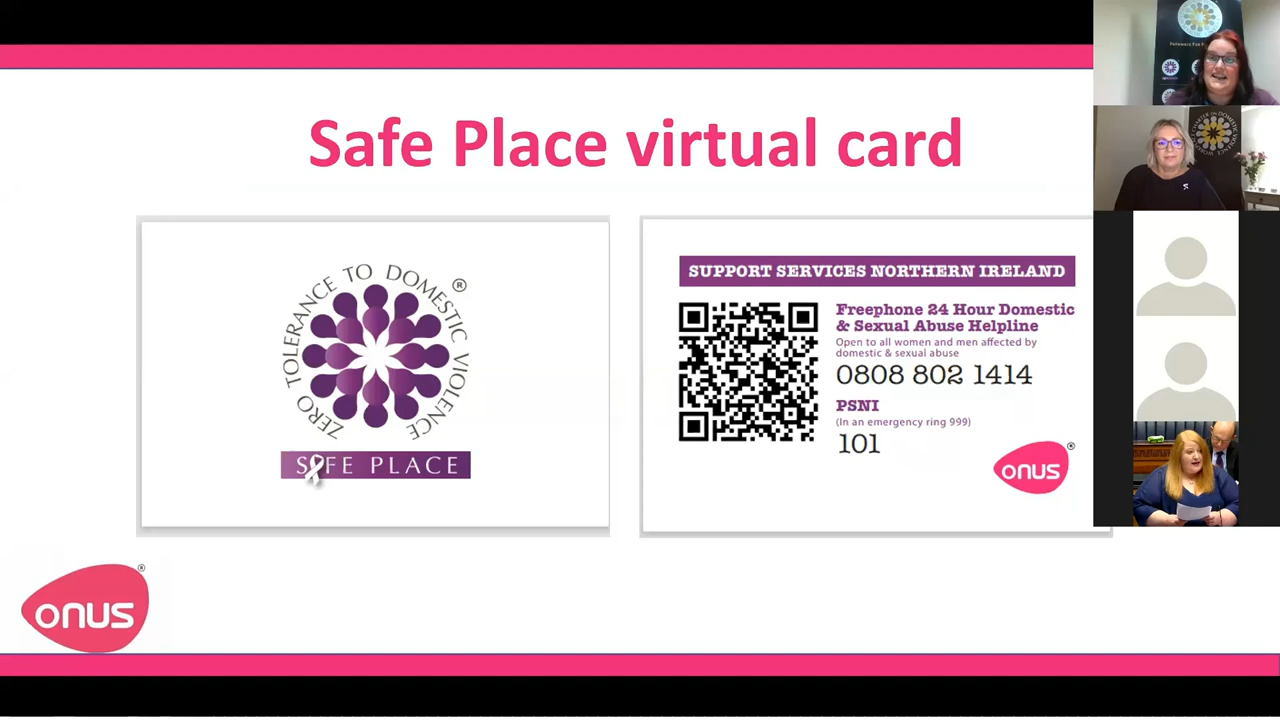 Safe Place virtual card
ZERO TOLERANCE TO DOMESTIC VIOLENCE
®
SAFE PLACE
SUPPORT SERVICES NORTHERN IRELAND
Freephone 24 Hour Domestic
& Sexual Abuse Helpline
Open to all women and men affected by
domestic & sexual abuse
0808 802 1414
PSNI
(In an emergency ring 999)
101
onus
®
onus
®